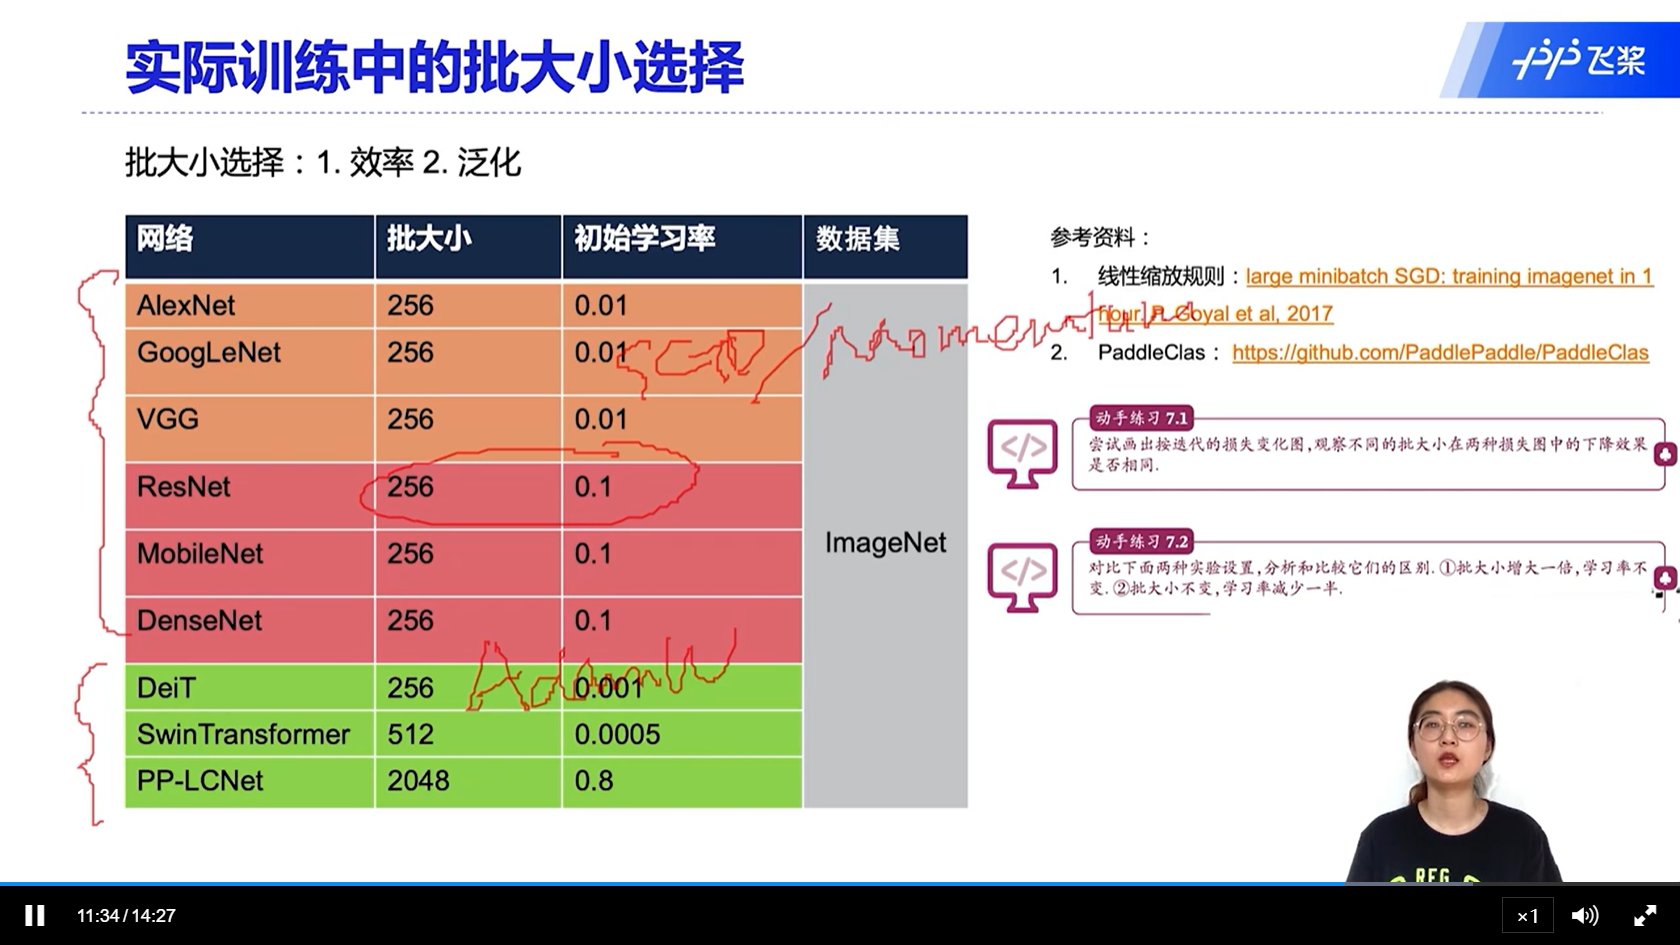 实际训练中的批大小选择
飞桨
批大小选择：1. 效率 2. 泛化
网络 批大小 初始学习率 数据集
AlexNet 256 0.01
GoogLeNet 256 0.01
VGG 256 0.01
ResNet 256 0.1
MobileNet 256 0.1
DenseNet 256 0.1
DeiT 256 0.001
SwinTransformer 512 0.0005
PP-LCNet 2048 0.8
ImageNet
SGD/Momentum
AdamW
参考资料：
1. 线性缩放规则：large minibatch SGD: training imagenet in 1
hour. P. Goyal et al, 2017
2. PaddleClas： https://github.com/PaddlePaddle/PaddleClas
</>
动手练习 7.1
尝试画出按迭代的损失变化图,观察不同的批大小在两种损失图中的下降效果
是否相同.
</>
动手练习 7.2
对比下面两种实验设置,分析和比较它们的区别.①批大小增大一倍,学习率不
变.②批大小不变,学习率减少一半.
11:34/14:27
×1